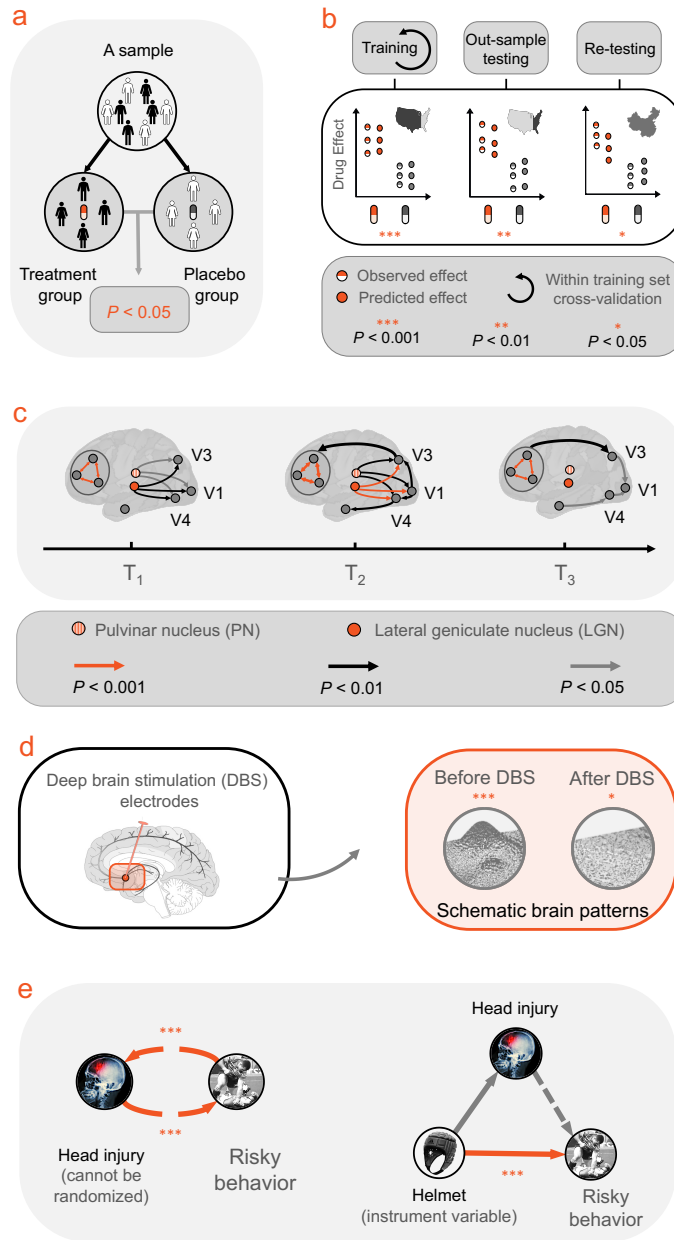 a
A sample
Treatment
group
Placebo
group
P < 0.05
b
Training
Out-sample
testing
Re-testing
Drug Effect
***
**
*
Observed effect
Predicted effect
Within training set
cross-validation
***
P < 0.001
**
P < 0.01
*
P < 0.05
c
V3
V1
V4
V3
V1
V4
V3
V1
V4
T1
T2
T3
Pulvinar nucleus (PN)
Lateral geniculate nucleus (LGN)
P < 0.001
P < 0.01
P < 0.05
d
Deep brain stimulation (DBS)
electrodes
Before DBS
***
After DBS
*
Schematic brain patterns
e
***
***
Head injury
(cannot be
randomized)
Risky
behavior
Head injury
***
Helmet
(instrument variable)
Risky
behavior